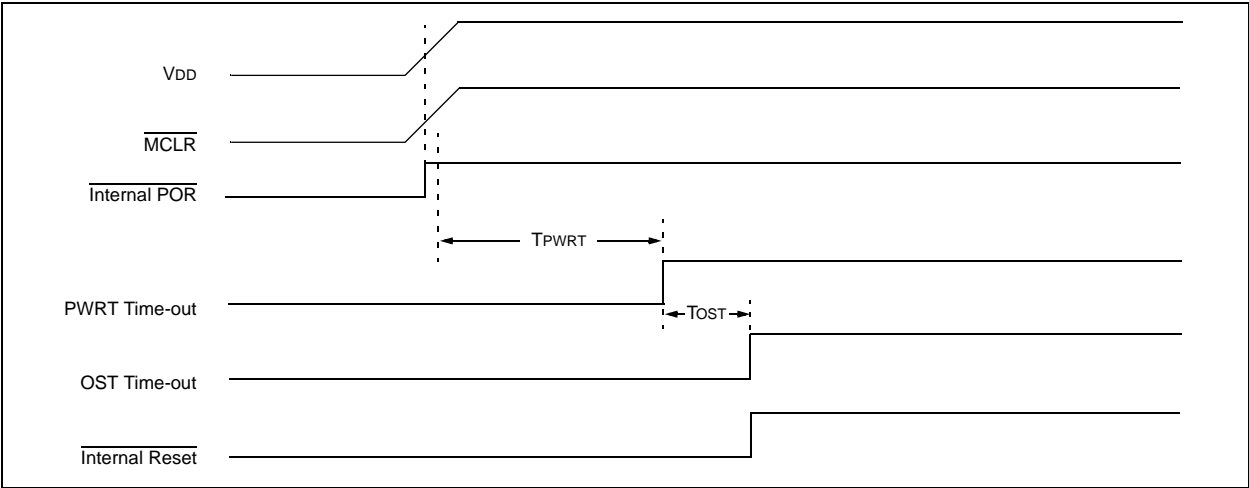 VDD
MCLR
Internal POR
TPWRT
PWRT Time-out
TOST
OST Time-out
Internal Reset